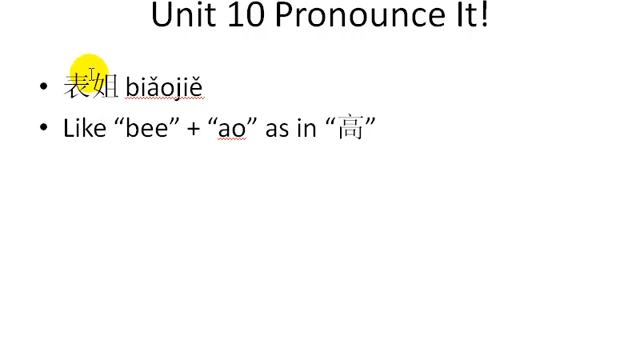 Unit 10 Pronounce It!
• 表姐 biǎojiě
• Like “bee” + “ao” as in “高”